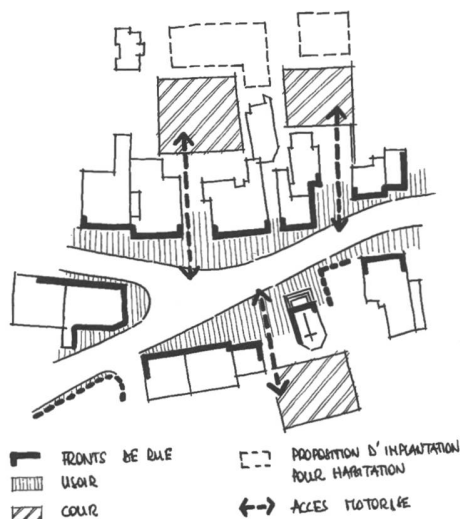 FRONTS DE RUE
USOIR
COUR
PROPOSITION D'IMPLANTATION
POUR HABITATION
ACCES MOTORISE